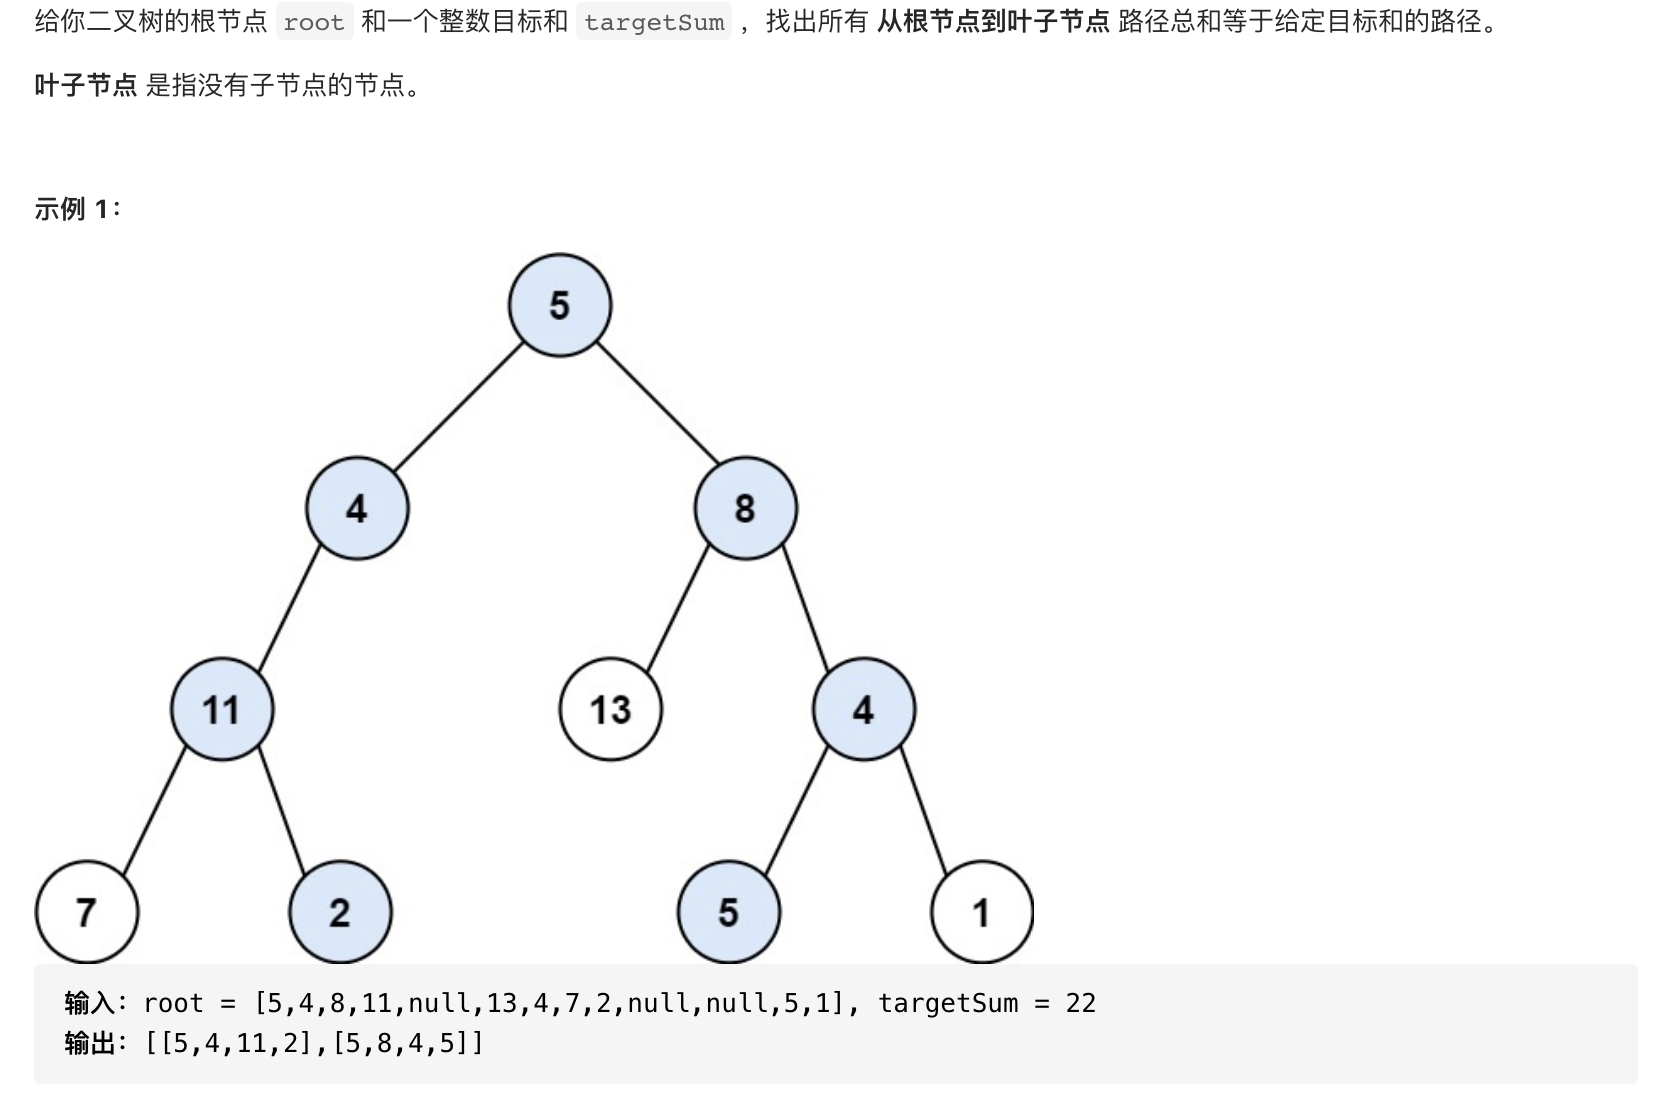 给你二叉树的根节点 root 和一个整数目标和 targetSum ，找出所有 从根节点到叶子节点 路径总和等于给定目标和的路径。
叶子节点 是指没有子节点的节点。
示例 1：
5
4
8
11
13
4
7
2
5
1
输入：root = [5,4,8,11,null,13,4,7,2,null,null,5,1], targetSum = 22
输出：[[5,4,11,2],[5,8,4,5]]